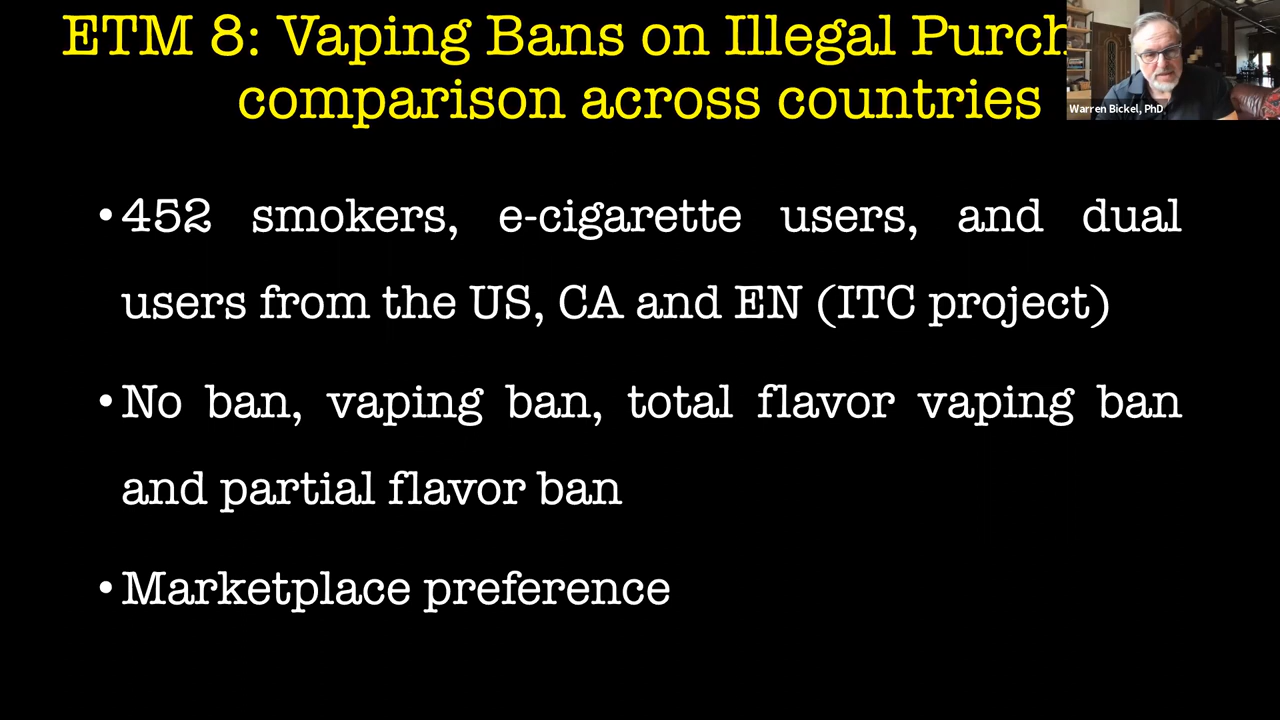 ETM 8: Vaping Bans on Illegal Purch
comparison across countries
Warren Bickel, PhD.
•452 smokers, e-cigarette users, and dual
users from the US, CA and EN (ITC project)
•No ban, vaping ban, total flavor vaping ban
and partial flavor ban
•Marketplace preference